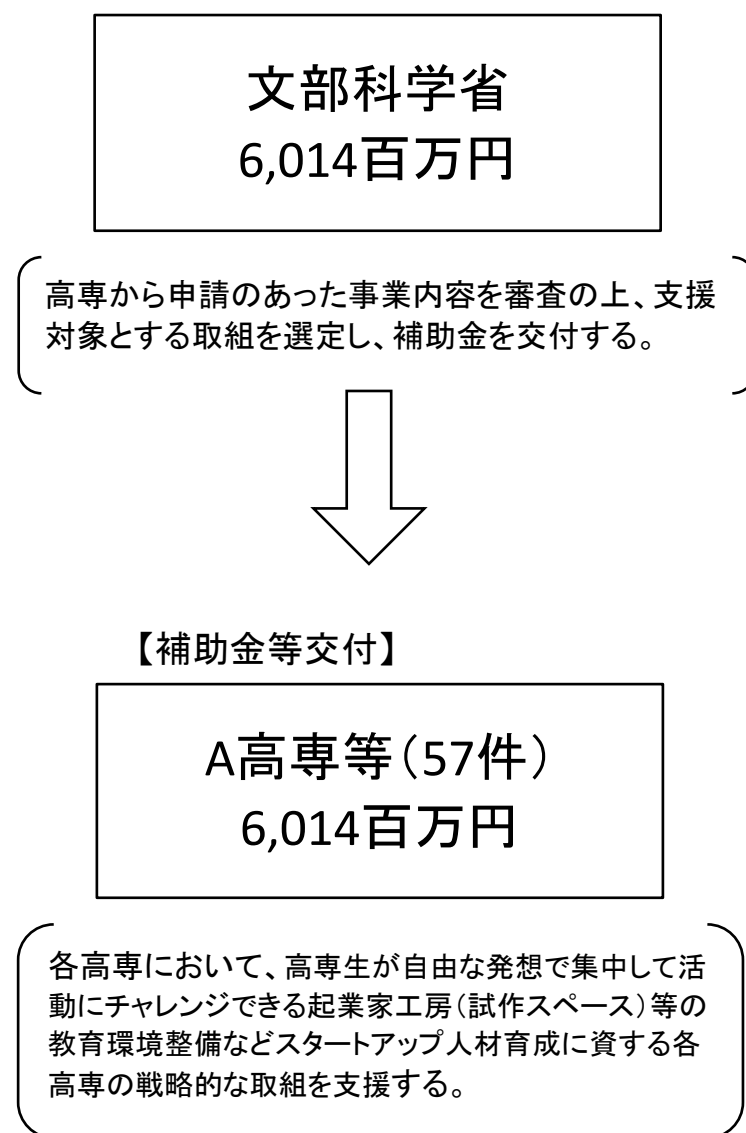 文部科学省
6,014百万円
高専から申請のあった事業内容を審査の上、支援
対象とする取組を選定し、補助金を交付する。
【補助金等交付】
A高専等(57件)
6,014百万円
各高専において、高専生が自由な発想で集中して活
動にチャレンジできる起業家工房(試作スペース)等の
教育環境整備などスタートアップ人材育成に資する各
高専の戦略的な取組を支援する。